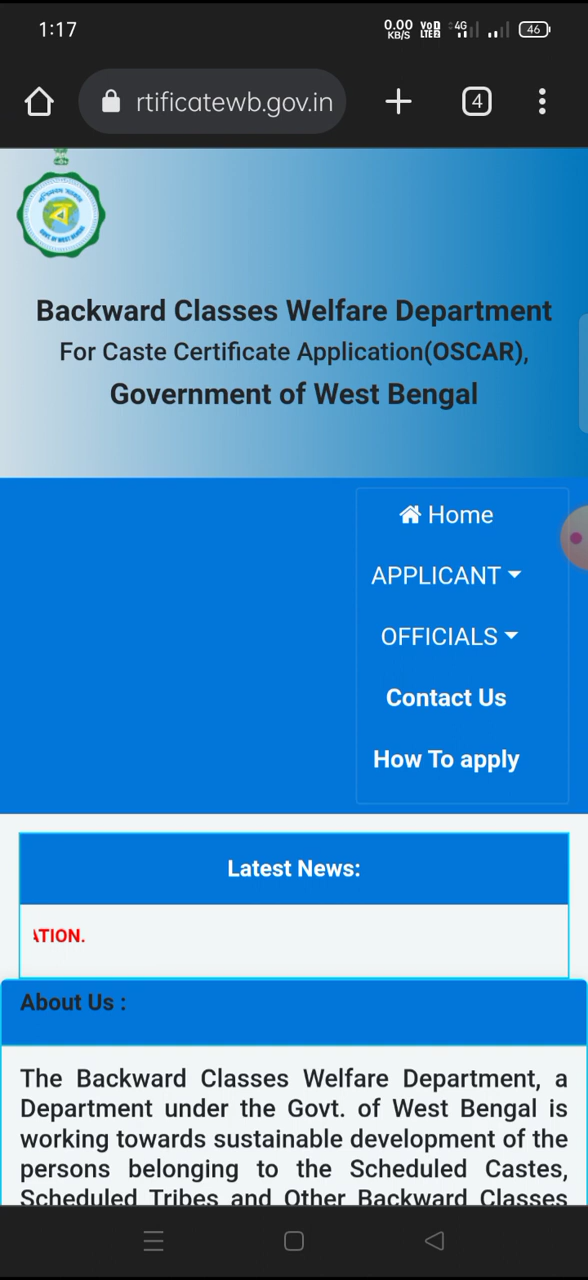 1:17
0.00 KB/S VoD LTE2 4G 46
rtificatewb.gov.in
4
Backward Classes Welfare Department
For Caste Certificate Application(OSCAR),
Government of West Bengal
Home
APPLICANT
OFFICIALS
Contact Us
How To apply
Latest News:
ATION.
About Us :
The Backward Classes Welfare Department, a
Department under the Govt. of West Bengal is
working towards sustainable development of the
persons belonging to the Scheduled Castes,
Scheduled Tribes and Other Backward Classes